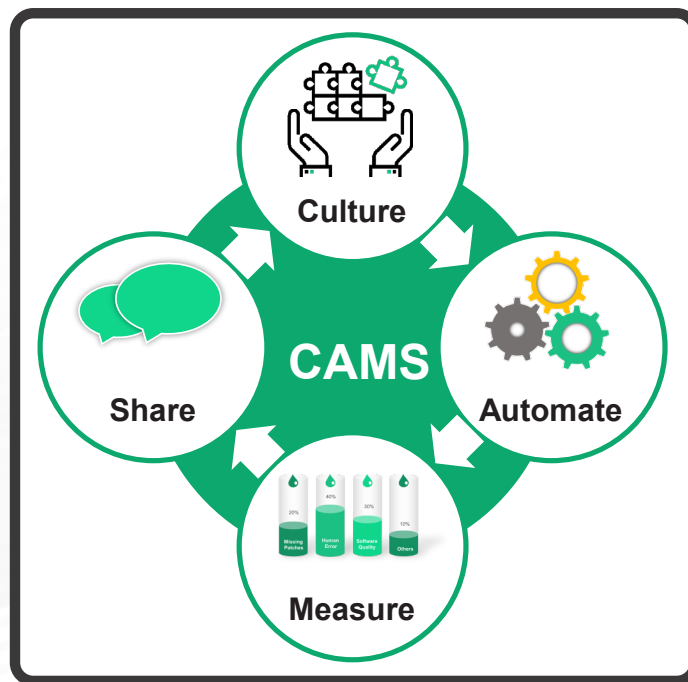 Culture
CAMS
Share
Automate
20%
40%
30%
10%
Missing
Patches
Human
Error
Software
Quality
Others
Measure